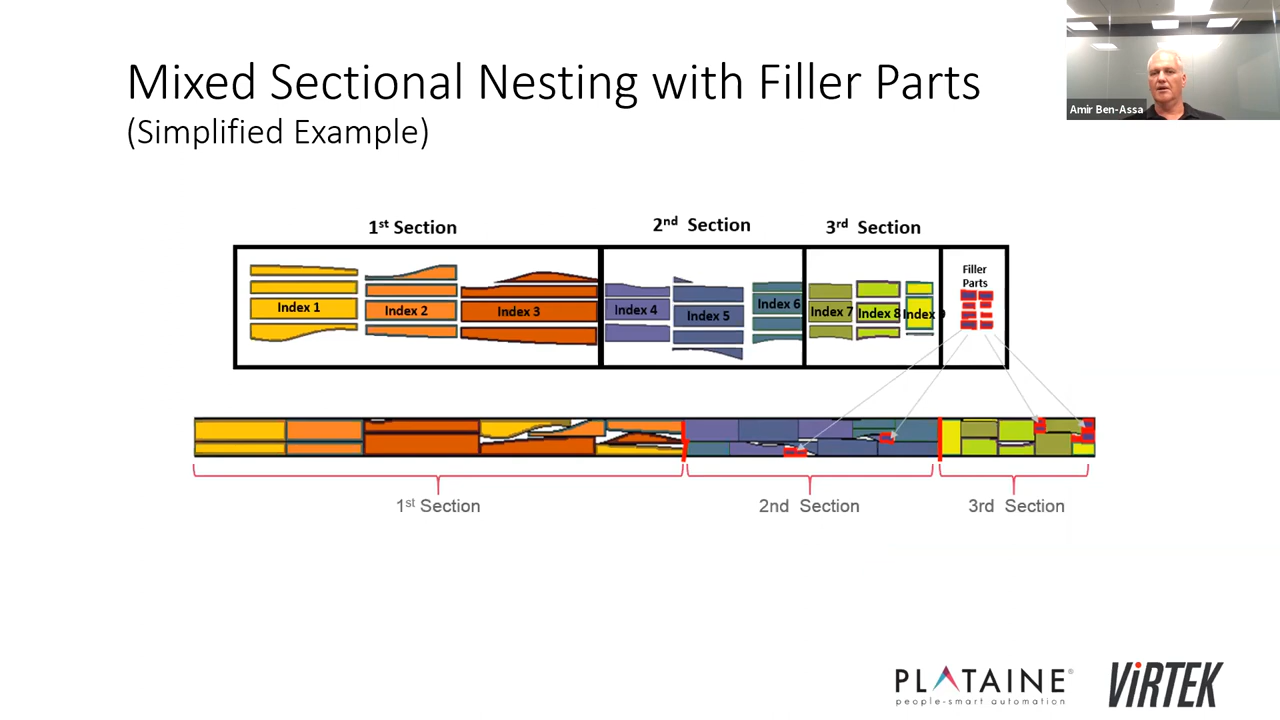 Mixed Sectional Nesting with Filler Parts
(Simplified Example)
Amir Ben-Assa
1st Section
2nd Section
3rd Section
Filler
Parts
Index 1
Index 2
Index 3
Index 4
Index 5
Index 6
Index 7
Index 8
Index 9
1st Section
2nd Section
3rd Section
PLATAINE®
people-smart automation
ViRTEK